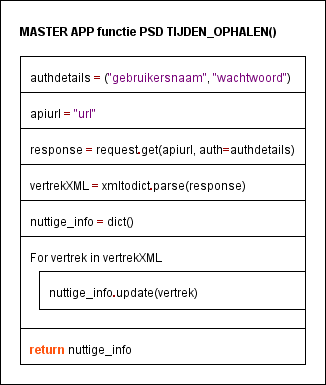 MASTER APP functie PSD TIJDEN_OPHALEN()
authdetails = ("gebruikersnaam", "wachtwoord")
apiurl = "url"
response = request.get(apiurl, auth=authdetails)
vertrekXML = xmltodict.parse(response)
nuttige_info = dict()
For vertrek in vertrekXML
nuttige_info.update(vertrek)
return nuttige_info